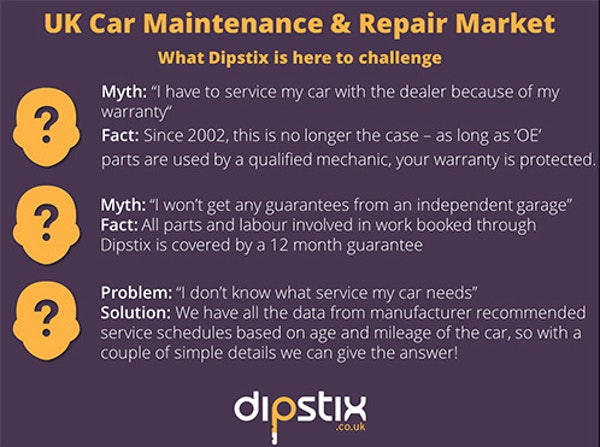 UK Car Maintenance & Repair Market
What Dipstix is here to challenge
?
Myth: “I have to service my car with the dealer because of my
warranty“
Fact: Since 2002, this is no longer the case – as long as ‘OE’
parts are used by a qualified mechanic, your warranty is protected.
?
Myth: “I won’t get any guarantees from an independent garage”
Fact: All parts and labour involved in work booked through
Dipstix is covered by a 12 month guarantee
?
Problem: “I don’t know what service my car needs”
Solution: We have all the data from manufacturer recommended
service schedules based on age and mileage of the car, so with a
couple of simple details we can give the answer!
dipstix
.co.uk